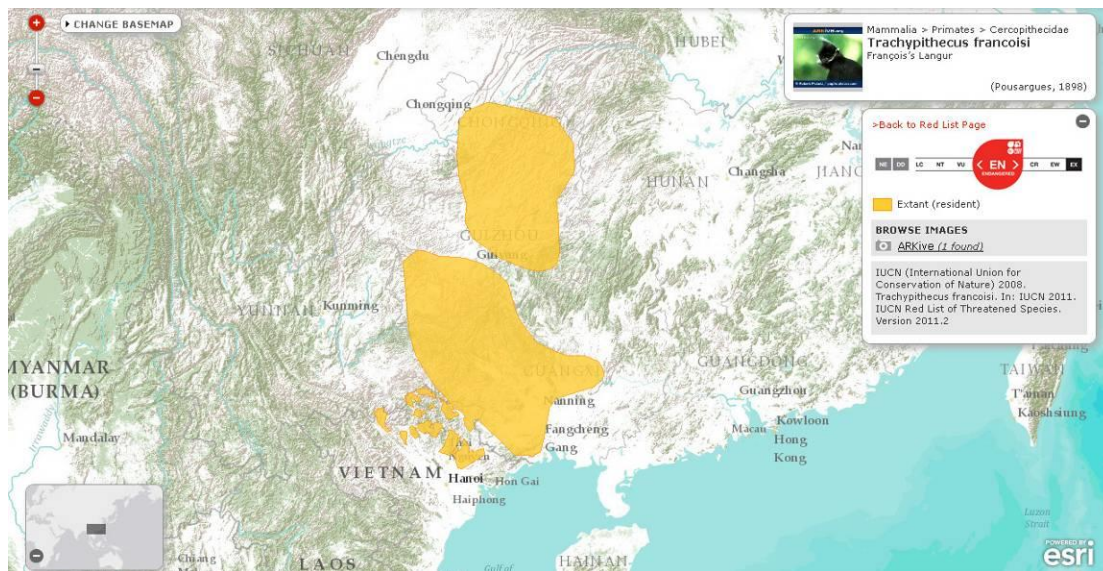 CHANGE BASEMAP
Mammalia > Primates > Cercopithecidae
Trachypithecus francoisi
François's Langur
(Pousargues, 1898)
>Back to Red List Page
NE DD LC NT VU < EN > CR EW EX
ENDANGERED
Extant (resident)
BROWSE IMAGES
ARKive (1 found)
IUCN (International Union for
Conservation of Nature) 2008.
Trachypithecus francoisi. In: IUCN 2011.
IUCN Red List of Threatened Species.
Version 2011.2
SICHUAN
HUBEI
Chengdu
Chongqing
CHONGQING
HUNAN
Changsha
JIANG
Nan
GUIZHOU
Guiyang
YUNNAN
Kunming
MYANMAR
(BURMA)
GUANGXI
GUANGDONG
TAIWAN
T'ainan
Kaohsiung
Guangzhou
Nanning
Macau
Kowloon
Hong
Kong
Fangcheng
Gang
Irrawaddy
Mandalay
VIETNAM
Hanoi
Hon Gai
Haiphong
Luzon
Strait
Chiang
LAOS
Gulf of
HAINAN
POWERED BY
esri